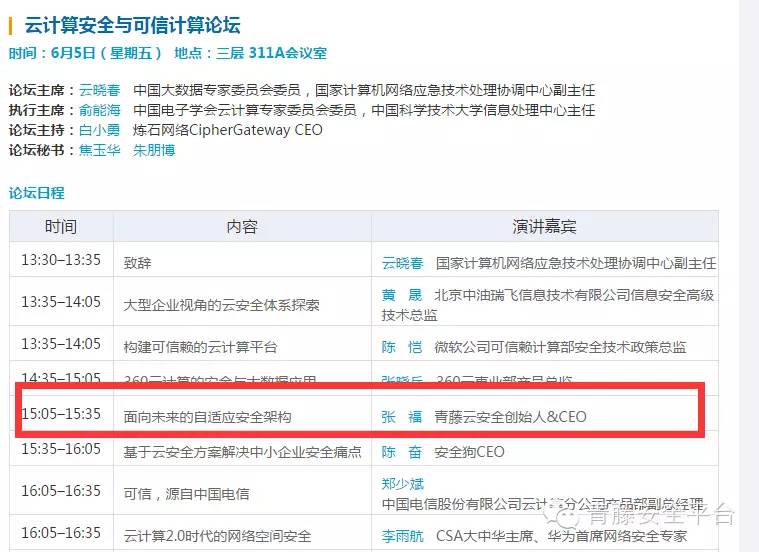 云计算安全与可信计算论坛
时间：6月5日（星期五） 地点：三层 311A会议室
论坛主席：云晓春 中国大数据专家委员会委员，国家计算机网络应急技术处理协调中心副主任
执行主席：俞能海 中国电子学会云计算专家委员会委员，中国科学技术大学信息处理中心主任
论坛主持：白小勇 炼石网络CipherGateway CEO
论坛秘书：焦玉华 朱朋博
论坛日程
时间 内容 演讲嘉宾
13:30–13:35 致辞 云晓春 国家计算机网络应急技术处理协调中心副主任
13:35–14:05 大型企业视角的云安全体系探索 黄 晟 北京中油瑞飞信息技术有限公司信息安全高级
技术总监
13:35–14:05 构建可信赖的云计算平台 陈 恺 微软公司可信赖计算部安全技术政策总监
14:35–15:05 360云计算的安全与大数据应用 张晓兵 360云事业部产品总监
15:05–15:35 面向未来的自适应安全架构 张 福 青藤云安全创始人&CEO
15:35–16:05 基于云安全方案解决中小企业安全痛点 陈 奋 安全狗CEO
16:05–16:35 可信，源自中国电信 郑少斌
中国电信股份有限公司云计算分公司产品部副总经理
16:05–16:35 云计算2.0时代的网络空间安全 李雨航 CSA大中华主席、华为首席网络安全专家
青藤安全平台